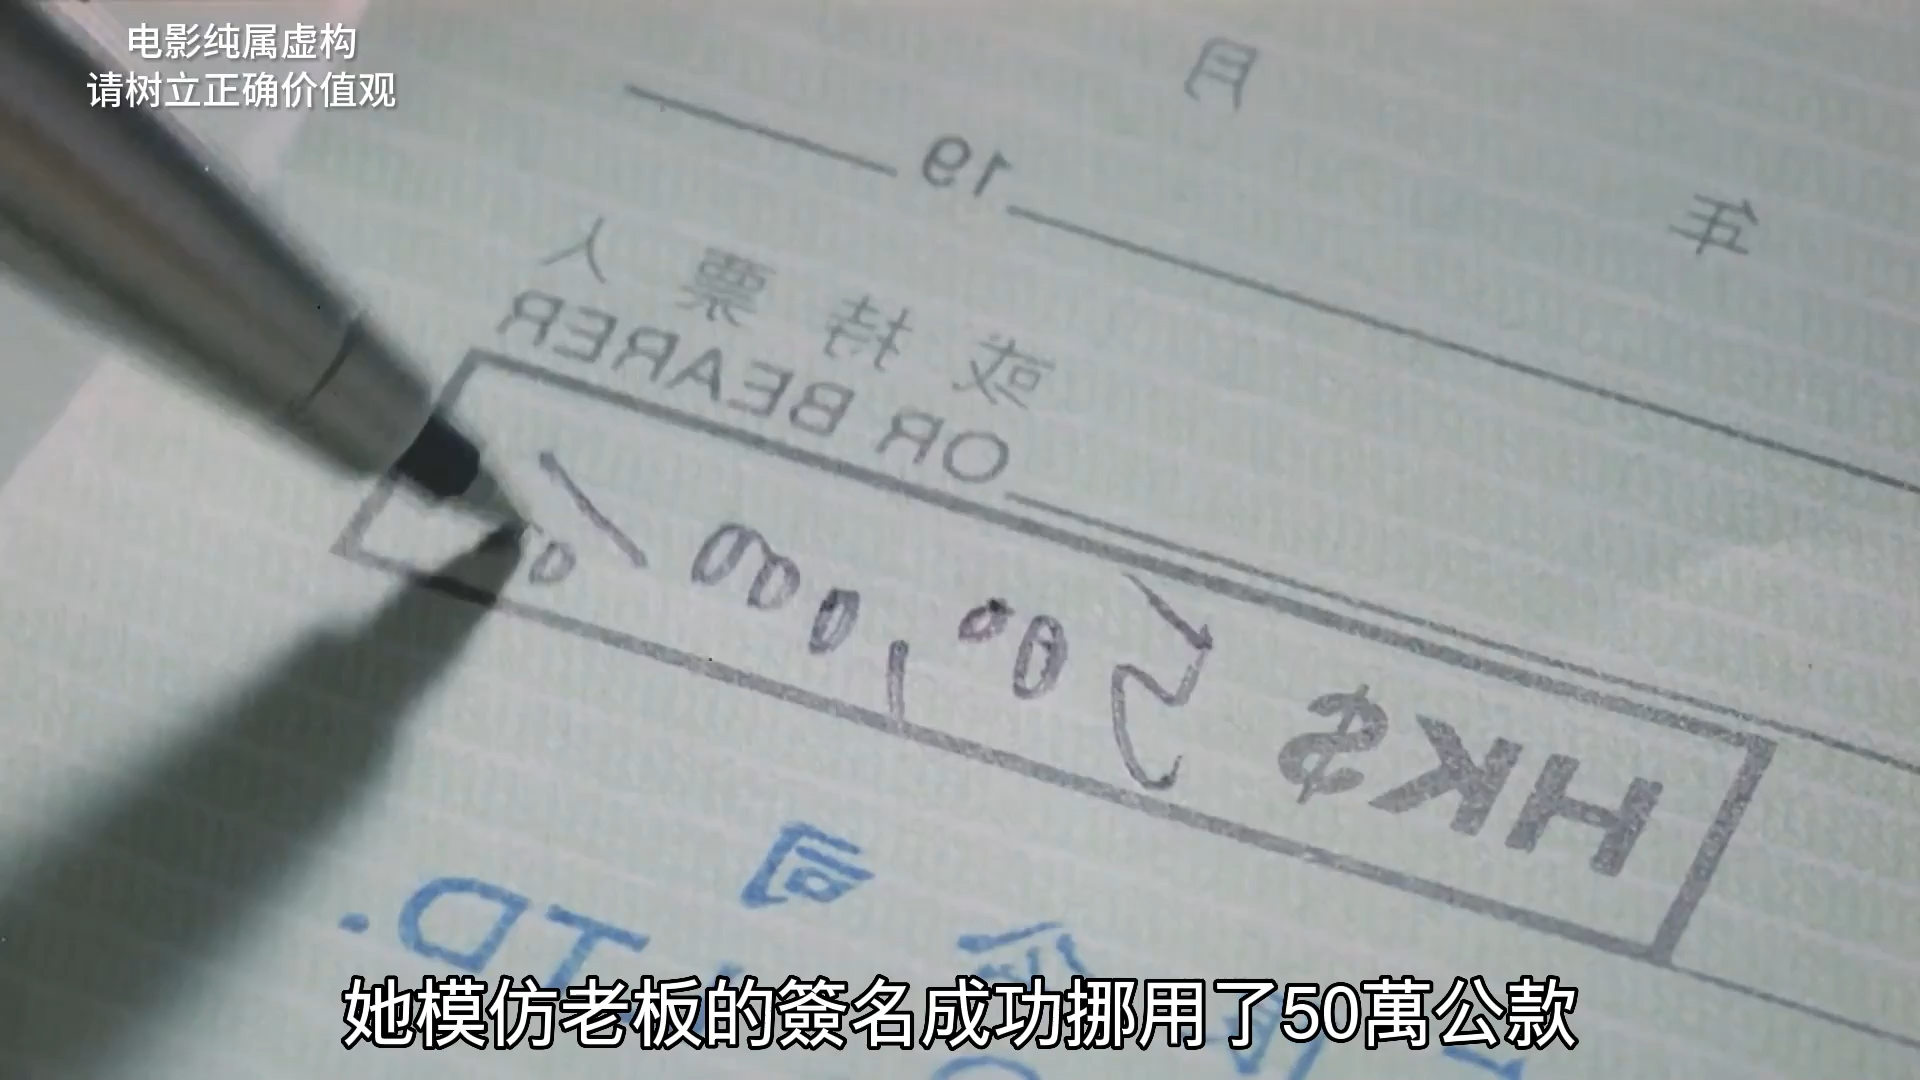 电影纯属虚构
请树立正确价值观
月
19
年
或持票人
OR BEARER
HK$ 500,000/00
公司
LTD.
她模仿老板的簽名成功挪用了50萬公款